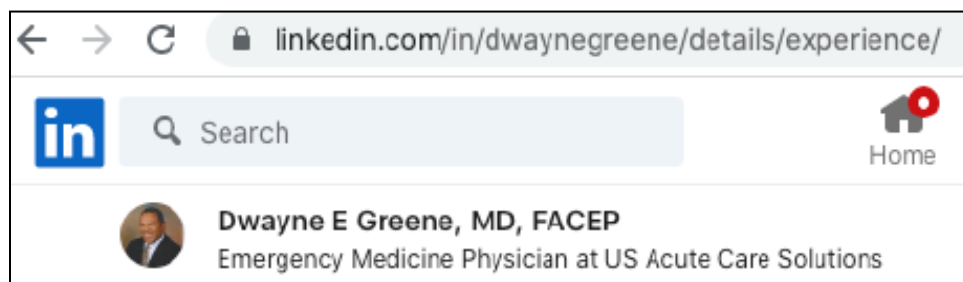 linkedin.com/in/dwaynegreene/details/experience/
in
Search
Home
Dwayne E Greene, MD, FACEP
Emergency Medicine Physician at US Acute Care Solutions